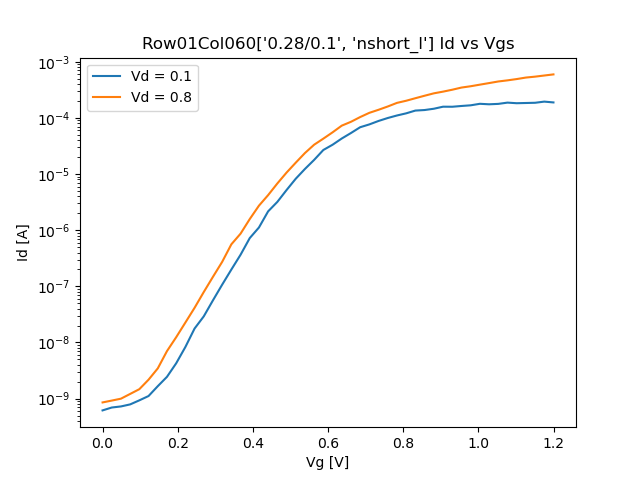 Row01Col060['0.28/0.1', 'nshort_l'] Id vs Vgs
Vd = 0.1
Vd = 0.8
Id [A]
10⁻³
10⁻⁴
10⁻⁵
10⁻⁶
10⁻⁷
10⁻⁸
10⁻⁹
0.0 0.2 0.4 0.6 0.8 1.0 1.2
Vg [V]